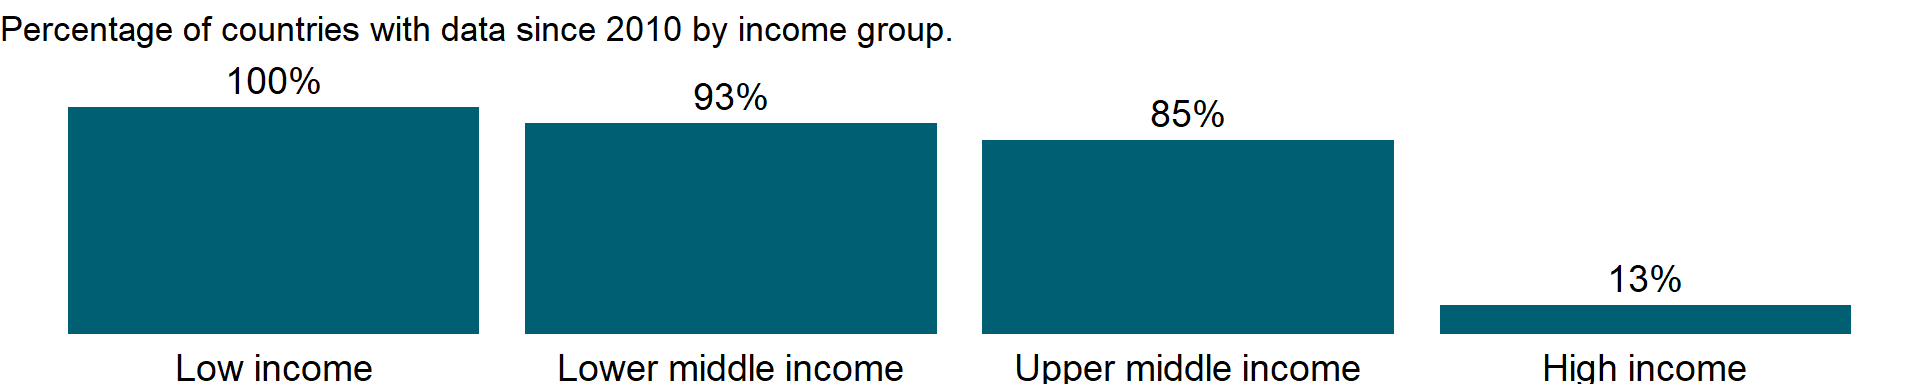 Percentage of countries with data since 2010 by income group.
100%
93%
85%
13%
Low income
Lower middle income
Upper middle income
High income